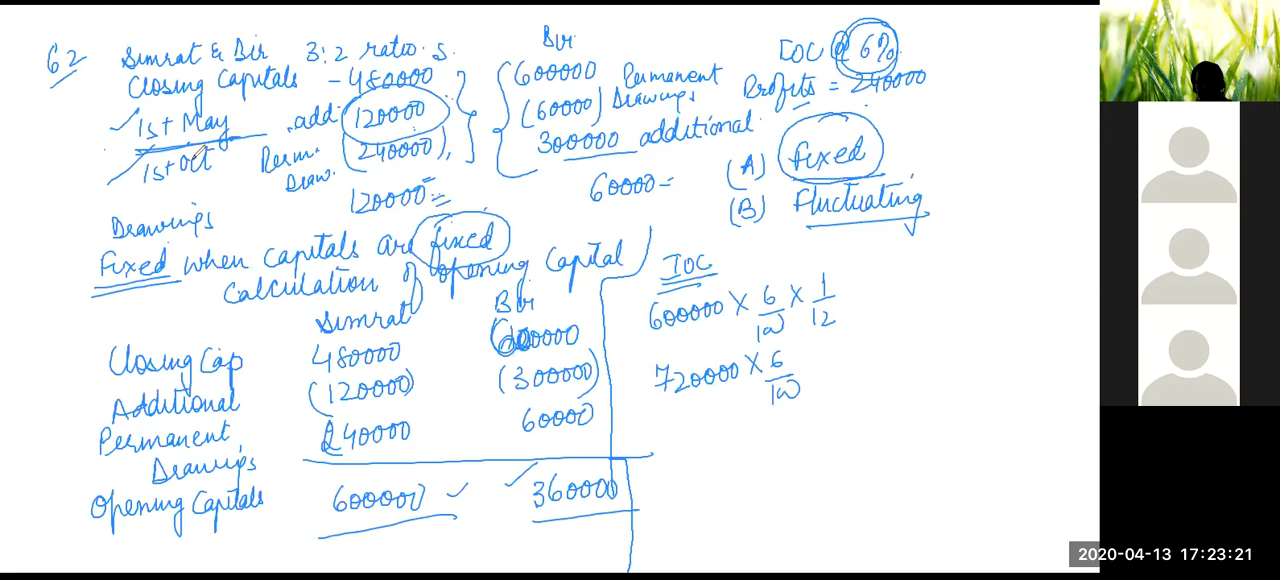 62 Simrat & Bir 3:2 ratio. S. Bir IOC @ 6%
Closing Capitals - 480000 600000 Permanent Profits = 240000
1st May add. 120000 (60000) Drawings
1st Oct Perm. Draw. (240000) 300000 additional (A) fixed
120000 = 60000 = (B) Fluctuating
Drawings
Fixed when capitals are fixed
Calculation of opening Capital IOC
Simrat Bir 600000 X 6/100 X 1/12
Closing Cap 480000 600000
Additional (120000) (300000) 720000 X 6/100
Permanent Drawings 240000 60000
Opening Capitals 600000 360000
2020-04-13 17:23:21